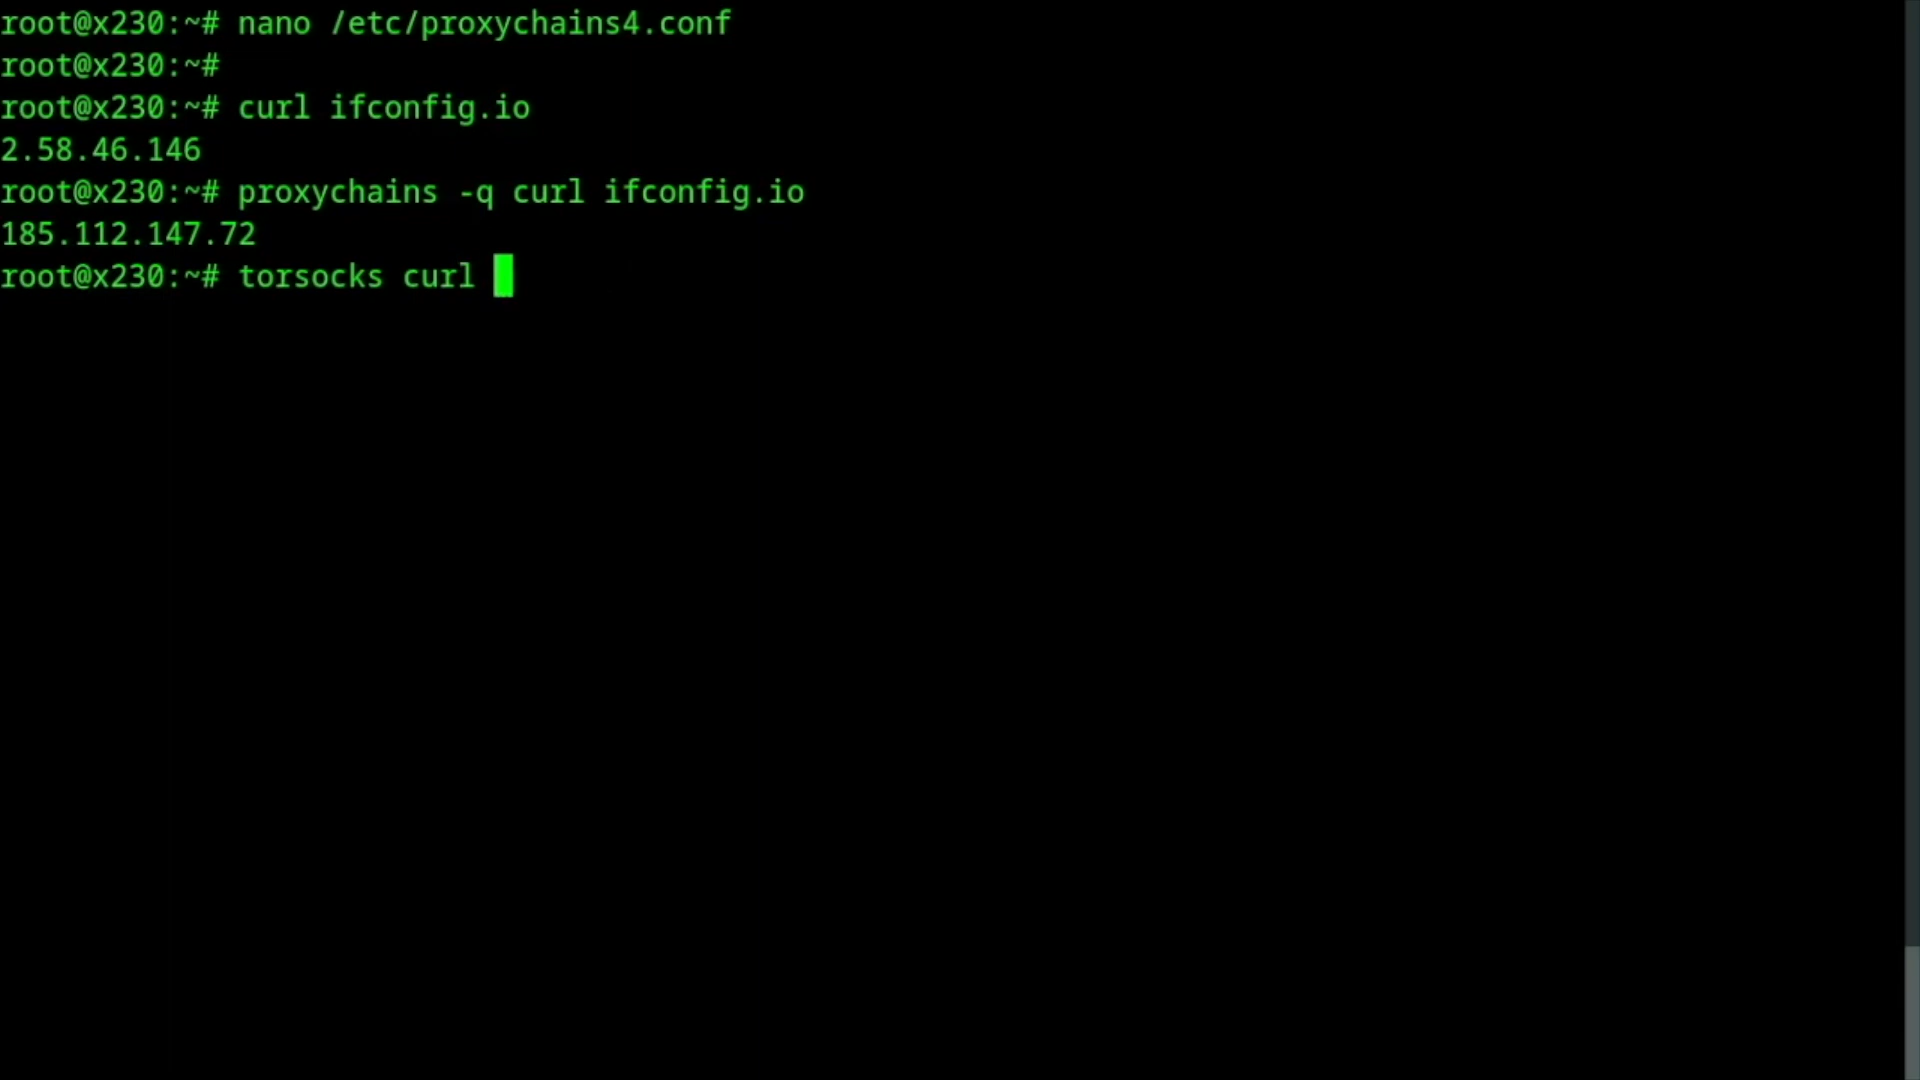 root@x230:~# nano /etc/proxychains4.conf
root@x230:~#
root@x230:~# curl ifconfig.io
2.58.46.146
root@x230:~# proxychains -q curl ifconfig.io
185.112.147.72
root@x230:~# torsocks curl